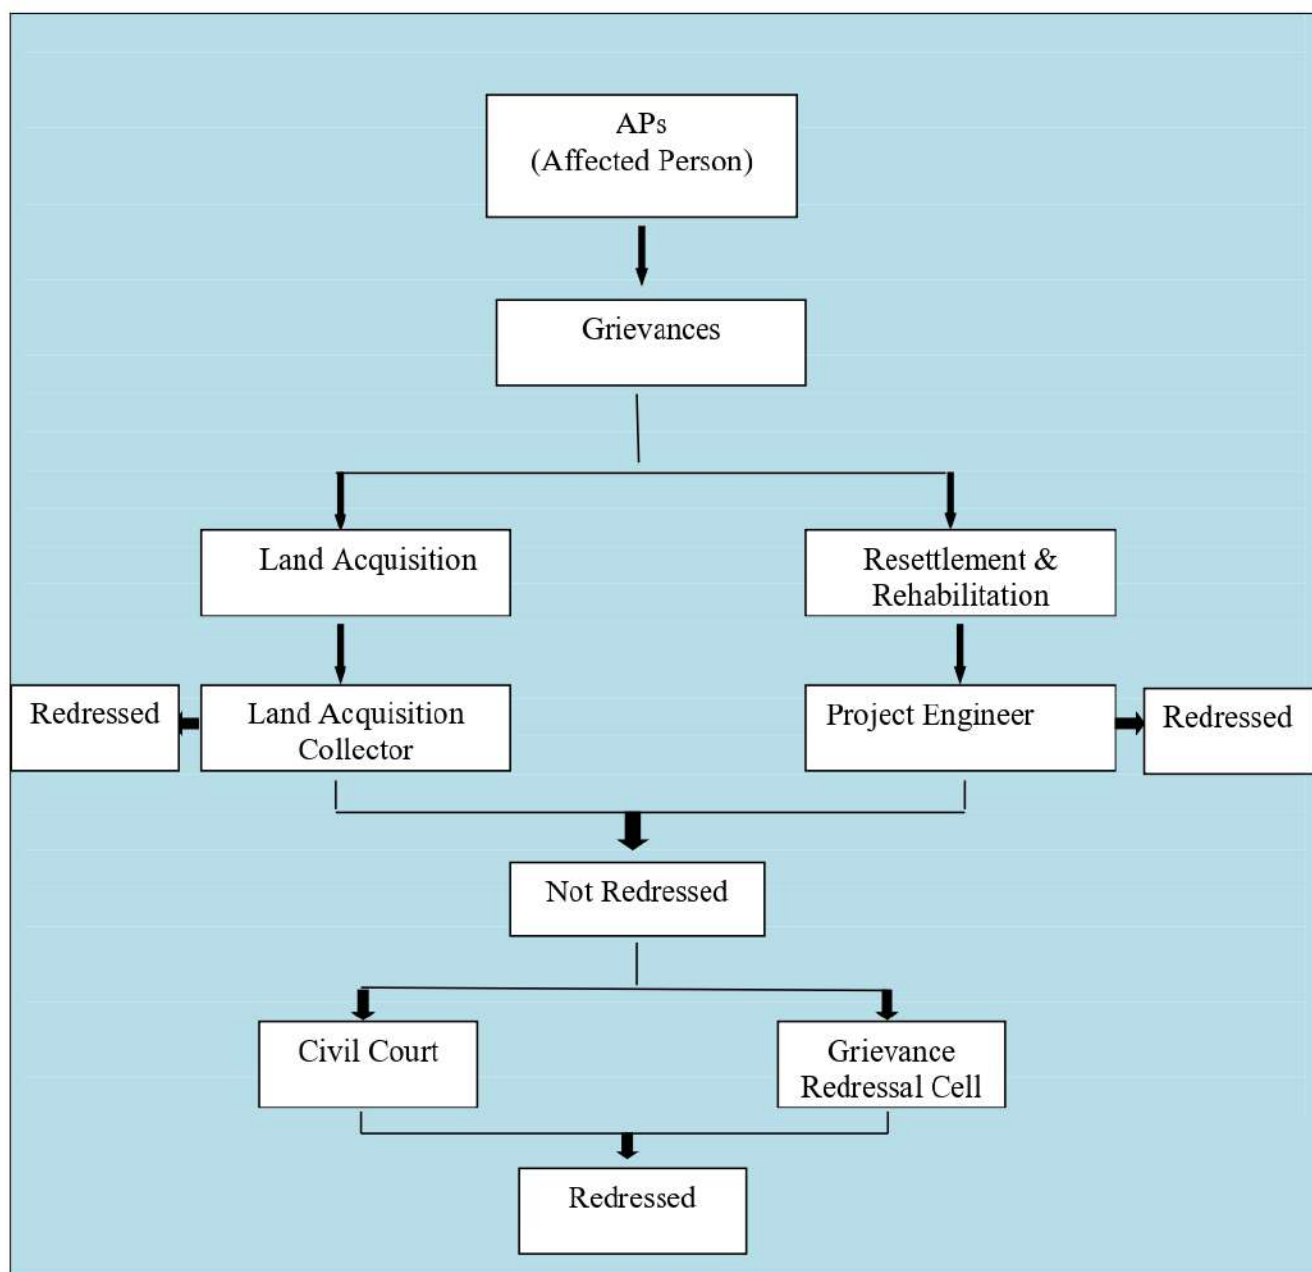 APs
(Affected Person)
Grievances
Land Acquisition
Resettlement &
Rehabilitation
Redressed
Land Acquisition
Collector
Project Engineer
Redressed
Not Redressed
Civil Court
Grievance
Redressal Cell
Redressed